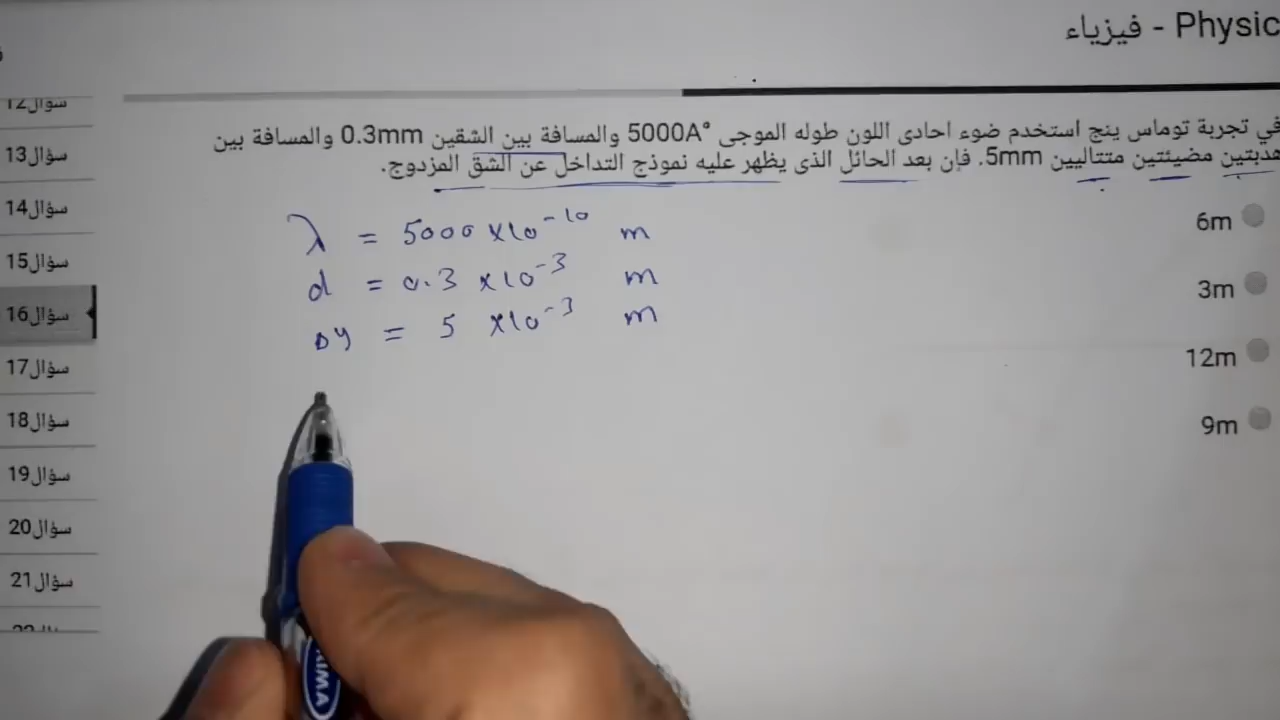 Physic - فيزياء
في تجربة توماس ينج استخدم ضوء احادى اللون طوله الموجى 5000A° والمسافة بين الشقين 0.3mm والمسافة بين
هدبتين مضيئتين متتاليين 5mm. فإن بعد الحائل الذى يظهر عليه نموذج التداخل عن الشق المزدوج.
6m
3m
12m
9m
λ = 5000 ×10⁻¹⁰ m
d = 0.3 ×10⁻³ m
Δy = 5 ×10⁻³ m
سؤال12
سؤال13
سؤال14
سؤال15
سؤال16
سؤال17
سؤال18
سؤال19
سؤال20
سؤال21